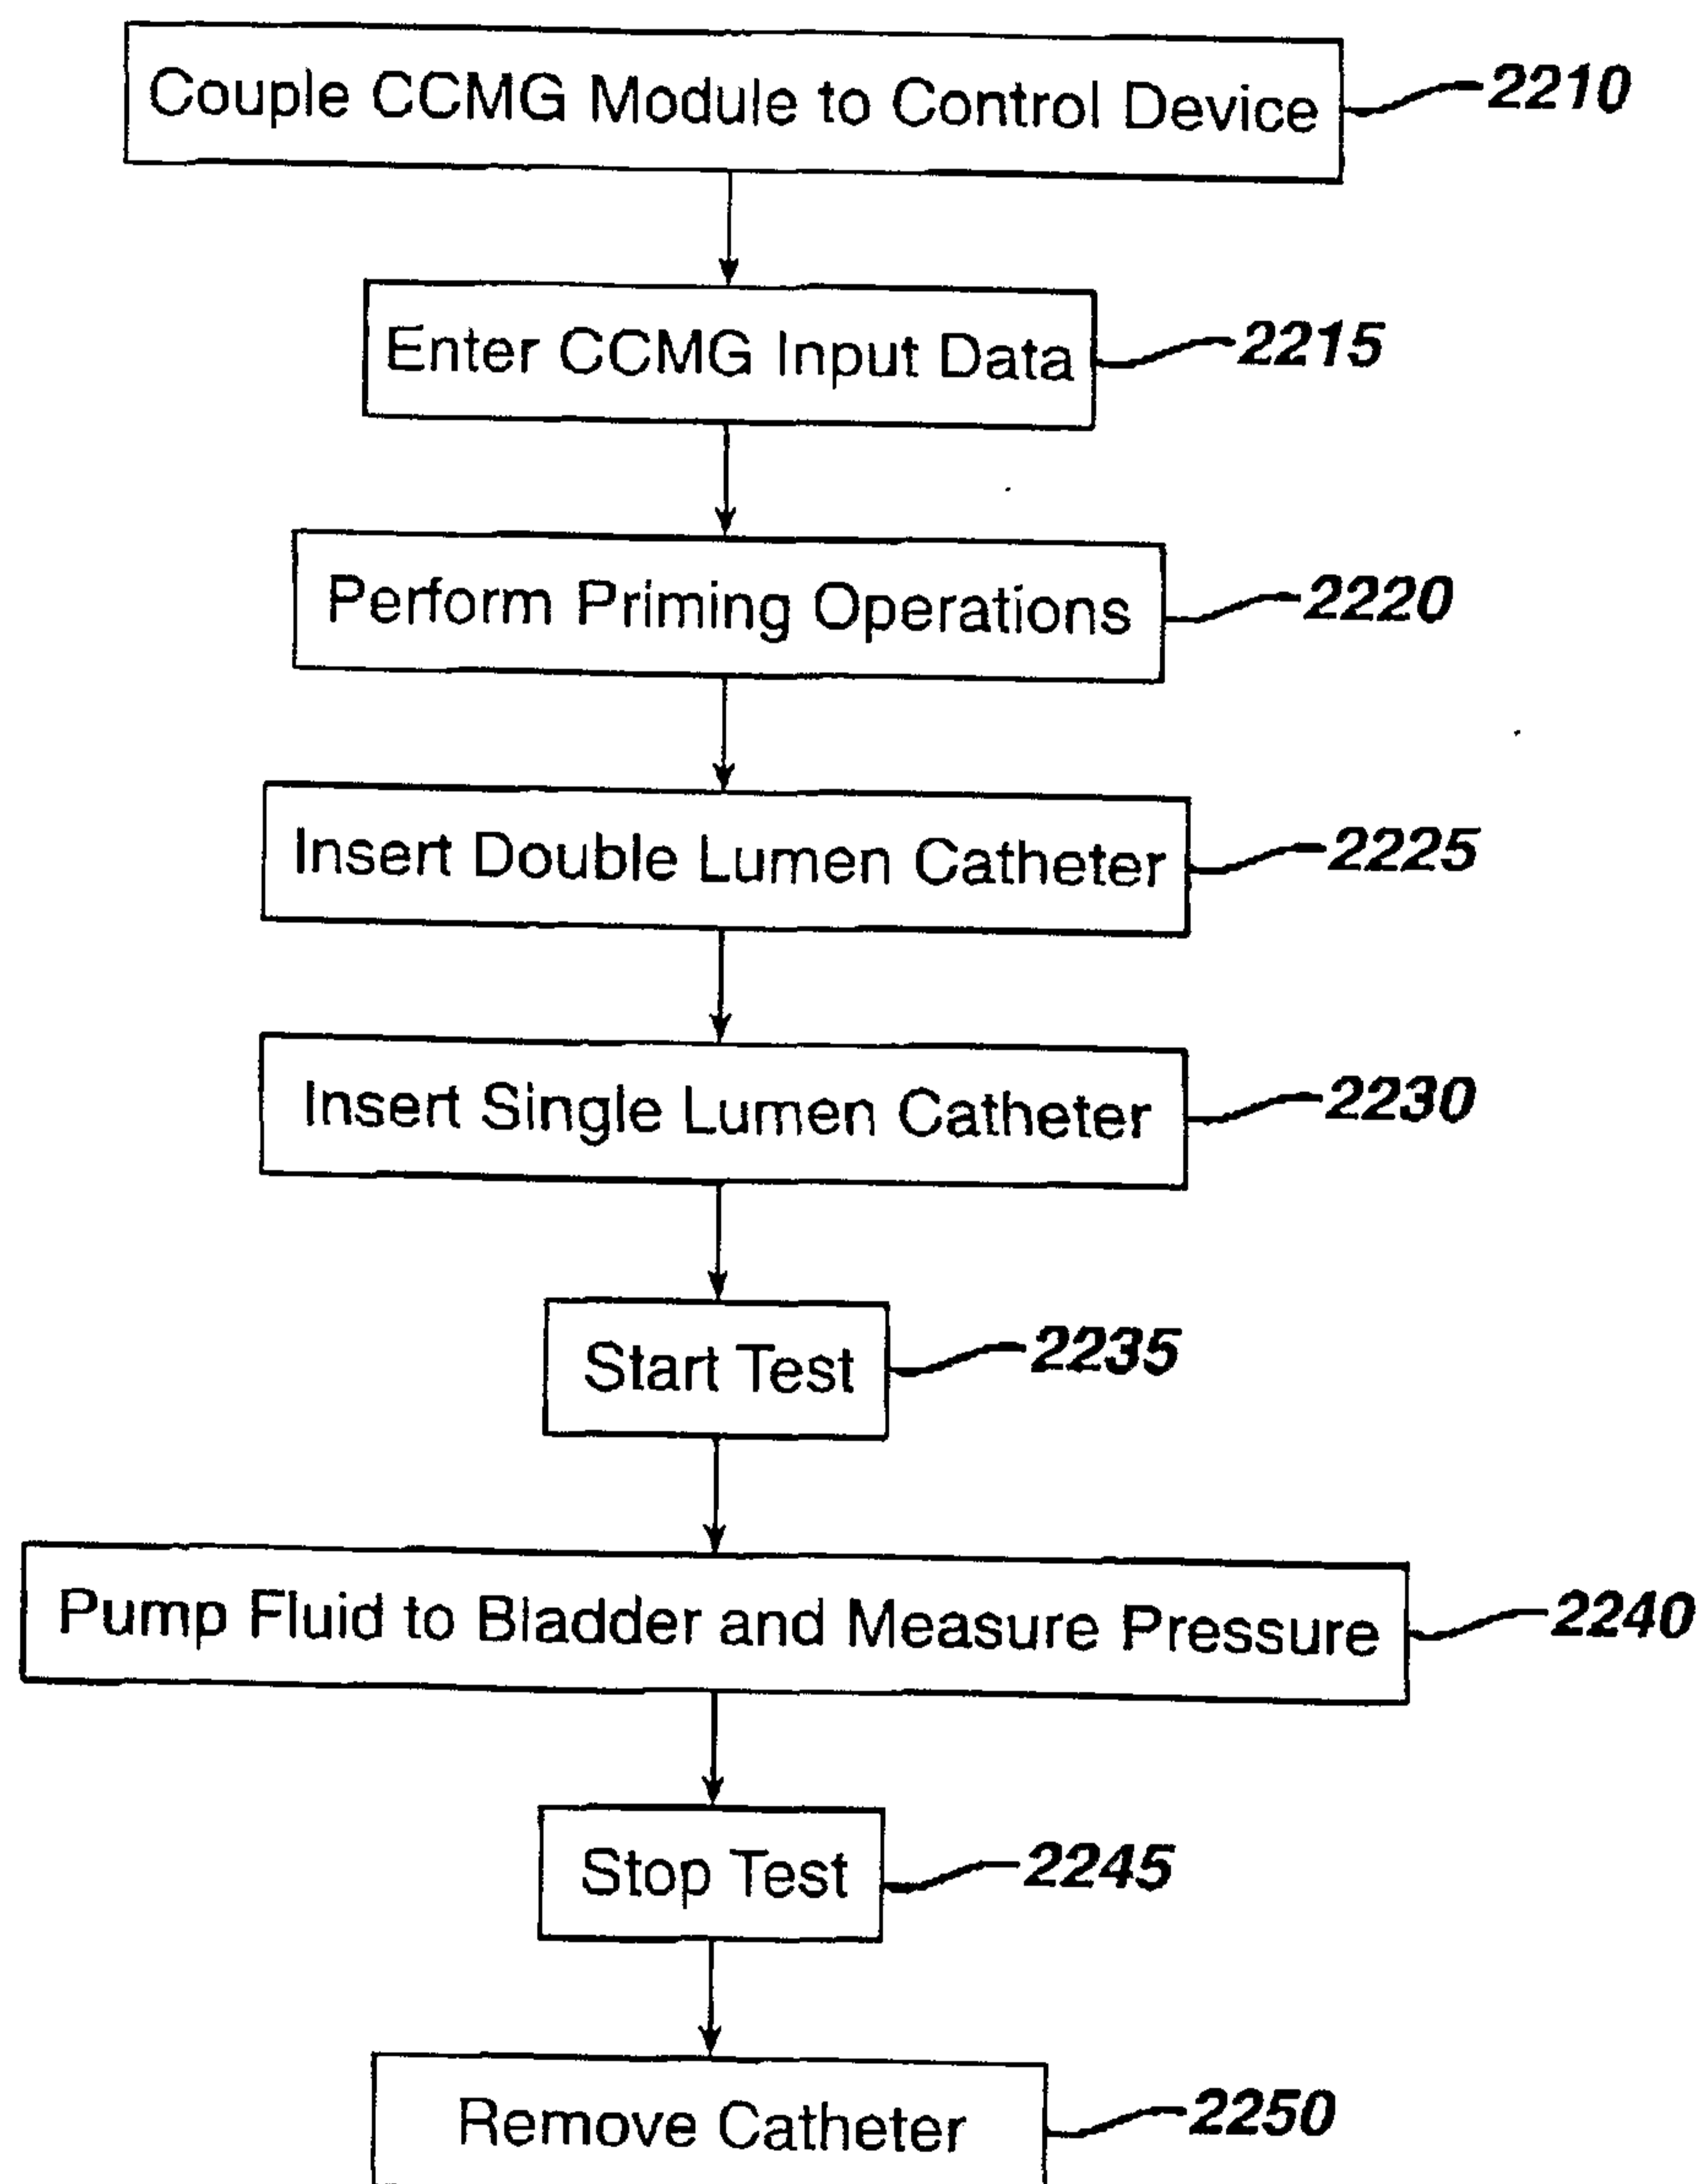 Couple CCMG Module to Control Device 2210
Enter CCMG Input Data 2215
Perform Priming Operations 2220
Insert Double Lumen Catheter 2225
Insert Single Lumen Catheter 2230
Start Test 2235
Pump Fluid to Bladder and Measure Pressure 2240
Stop Test 2245
Remove Catheter 2250